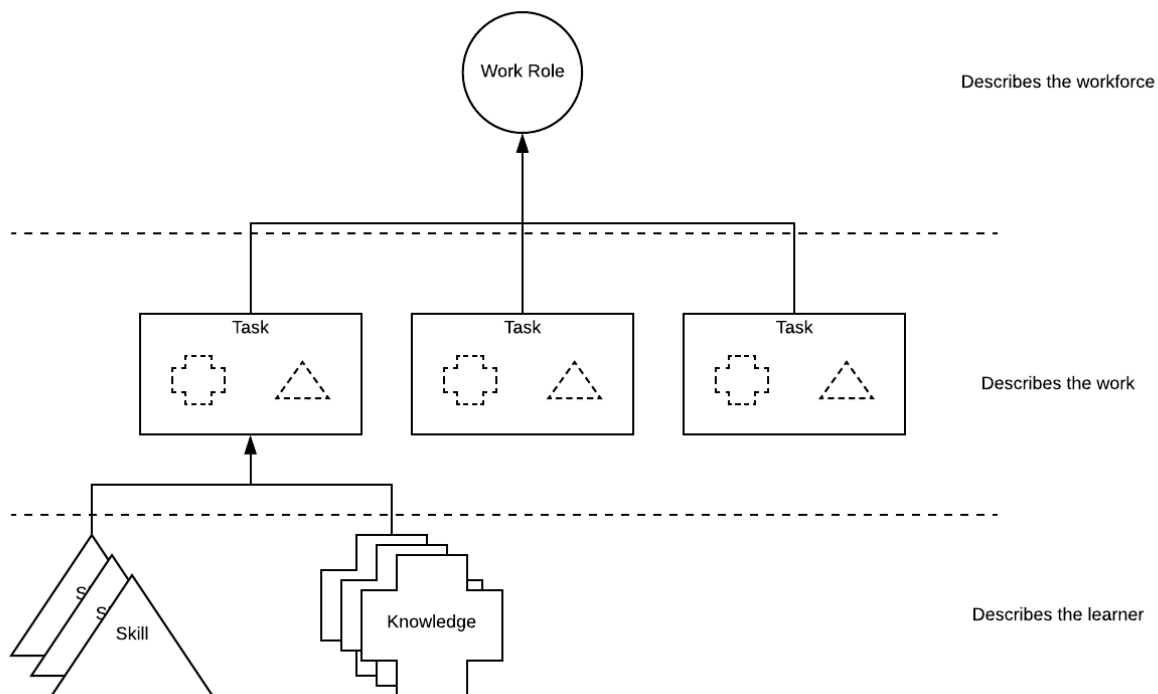 Work Role
Describes the workforce
Task
Task
Task
Describes the work
S
S
Skill
Knowledge
Describes the learner